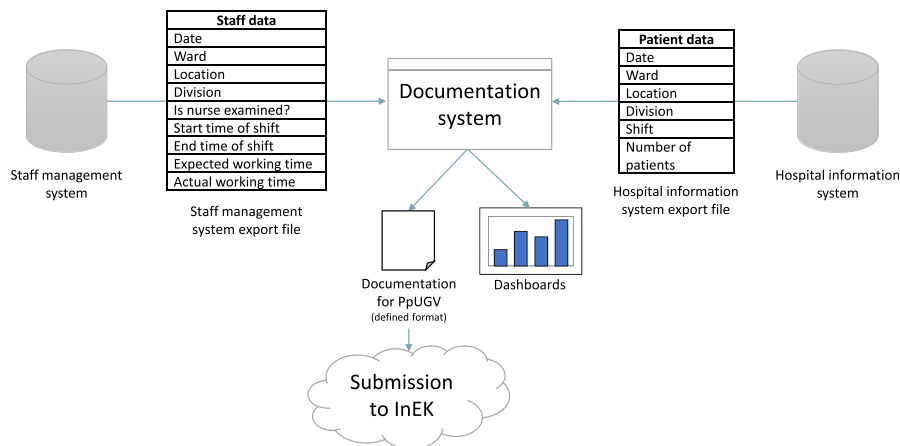 Staff data
Date
Ward
Location
Division
Is nurse examined?
Start time of shift
End time of shift
Expected working time
Actual working time
Staff management
system
Staff management
system export file
Documentation
system
Patient data
Date
Ward
Location
Division
Shift
Number of
patients
Hospital information
system export file
Hospital information
system
Documentation
for PpUGV
(defined format)
Dashboards
Submission
to InEK